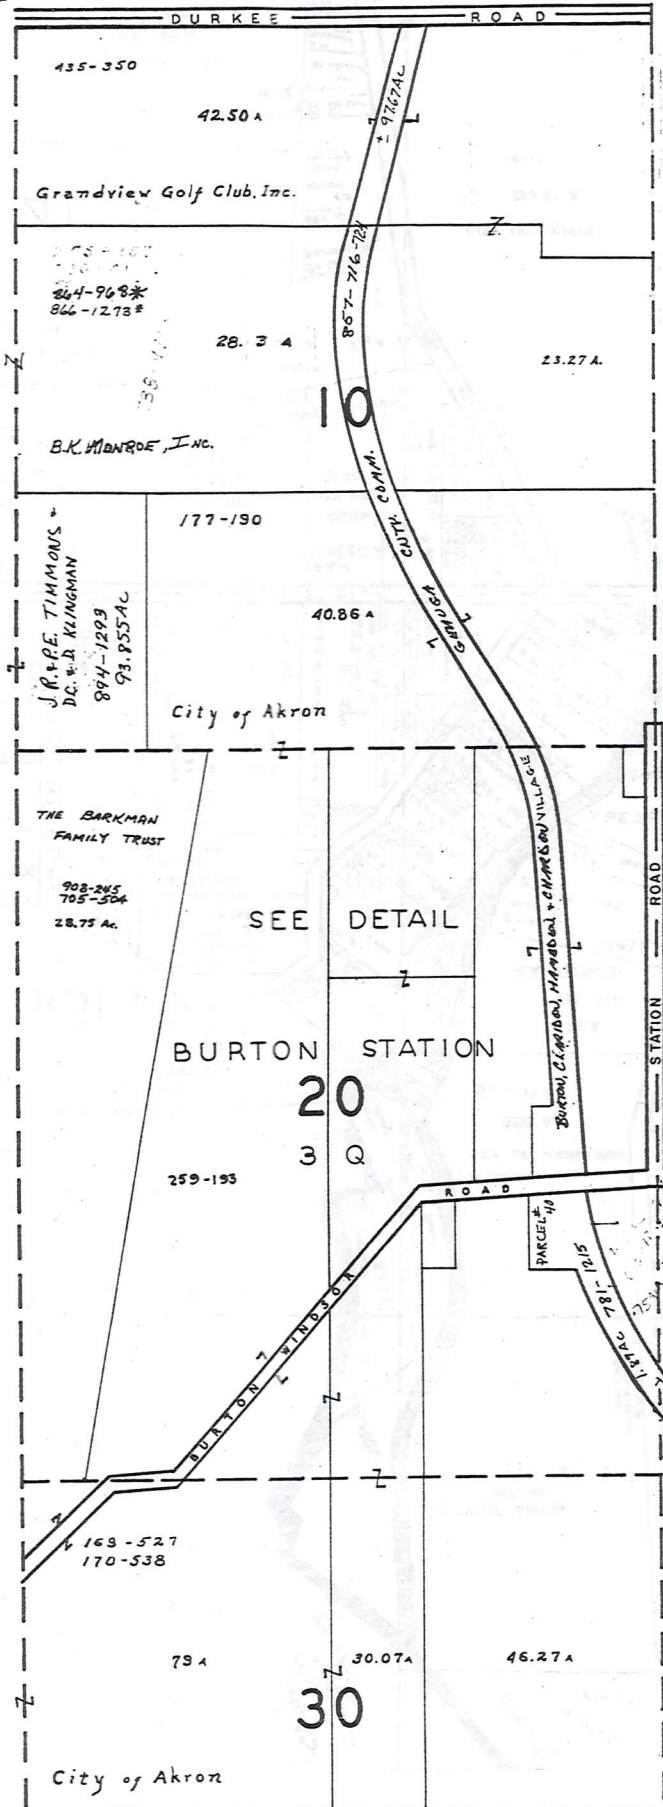 DURKEE ROAD
435-350
42.50 A
± 97.67 AC
Grandview Golf Club, Inc.
864-968*
866-1273#
857-716-724
28.3 A
23.27 A.
10
B.K. MONROE, INC.
177-190
J.R. & P.E. TIMMONS &
D.C. & D. KLINGMAN
894-1293
93.855 AC
GEAUGA CNTY. COMM.
40.86 A
City of Akron
THE BARKMAN
FAMILY TRUST
908-245
705-504
28.75 Ac.
SEE DETAIL
BURTON STATION
20
3 Q
BURTON, CLARIDON, HAMBDEN & CHARDON VILLAGE
STATION ROAD
259-193
ROAD
PARCEL #
40
BURTON WINDSOR
1.87 AC 781-1215
169-527
170-538
79 A
30.07 A
46.27 A
30
City of Akron